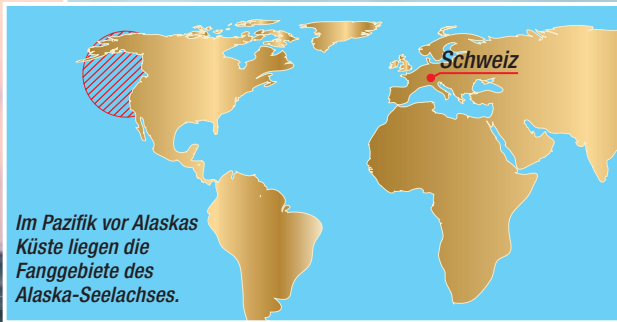 Schweiz
Im Pazifik vor Alaskas
Küste liegen die
Fanggebiete des
Alaska-Seelachses.